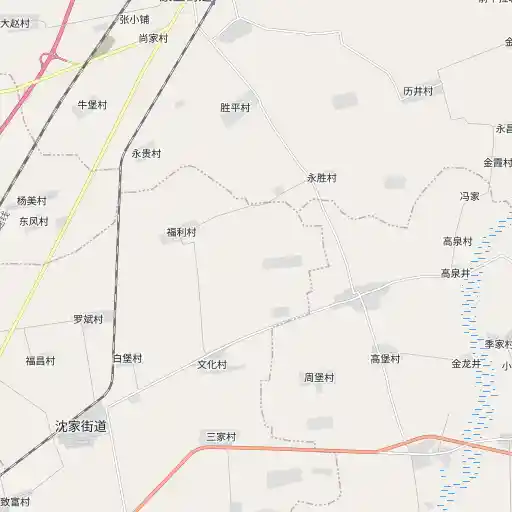 张小铺
大赵村
尚家村
历井村
牛堡村
胜平村
永昌
永贵村
金霞村
永胜村
冯家
杨美村
东风村
福利村
高泉村
高泉井
罗斌村
季家村
福昌村
白堡村
文化村
高堡村
金龙井
小
周堡村
沈家街道
三家村
致富村